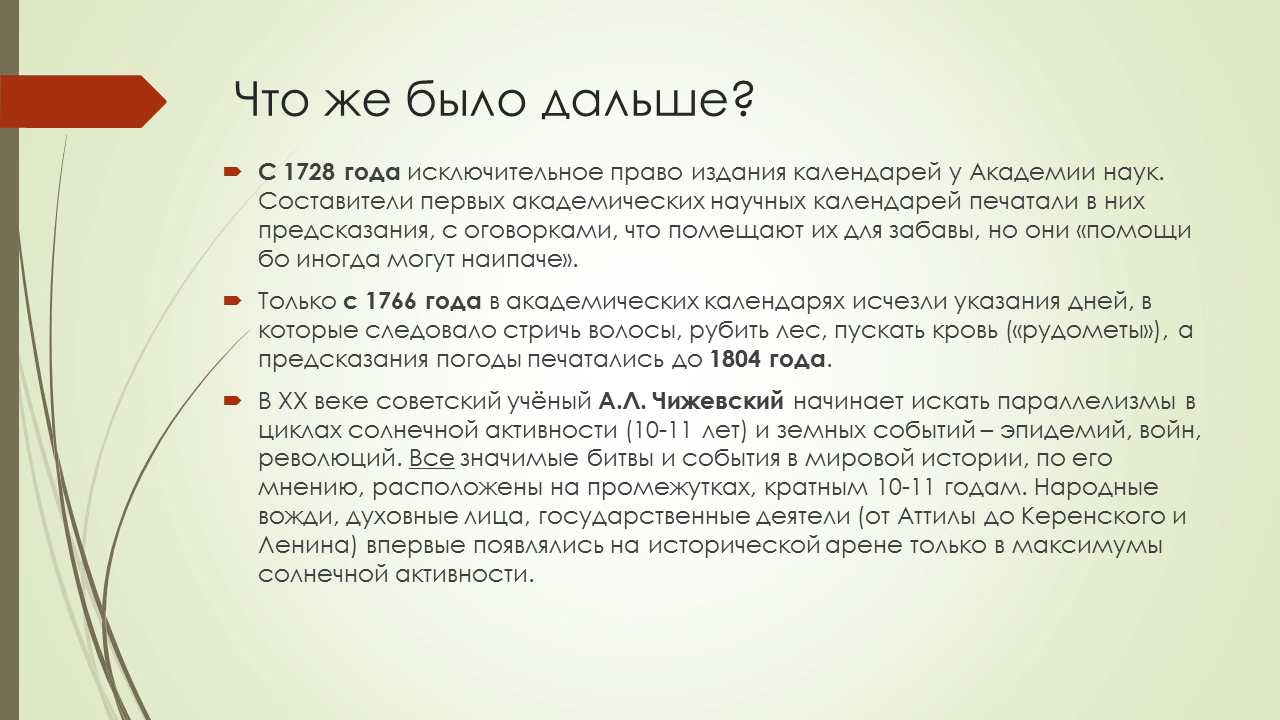 Что же было дальше?
С 1728 года исключительное право издания календарей у Академии наук.
Составители первых академических научных календарей печатали в них
предсказания, с оговорками, что помещают их для забавы, но они «помощи
бо иногда могут наипаче».
Только с 1766 года в академических календарях исчезли указания дней, в
которые следовало стричь волосы, рубить лес, пускать кровь («рудометы»), а
предсказания погоды печатались до 1804 года.
В XX веке советский учёный А.Л. Чижевский начинает искать параллелизмы в
циклах солнечной активности (10-11 лет) и земных событий – эпидемий, войн,
революций. Все значимые битвы и события в мировой истории, по его
мнению, расположены на промежутках, кратным 10-11 годам. Народные
вожди, духовные лица, государственные деятели (от Аттилы до Керенского и
Ленина) впервые появлялись на исторической арене только в максимумы
солнечной активности.